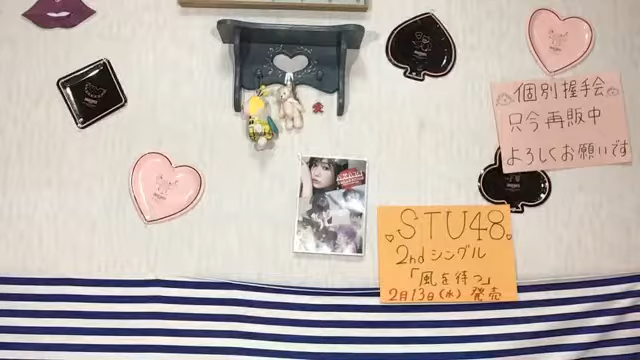 個別握手会
只今再販中
よろしくお願いです
STU48
2ndシングル
「風を待つ」
2月13日(水) 発売